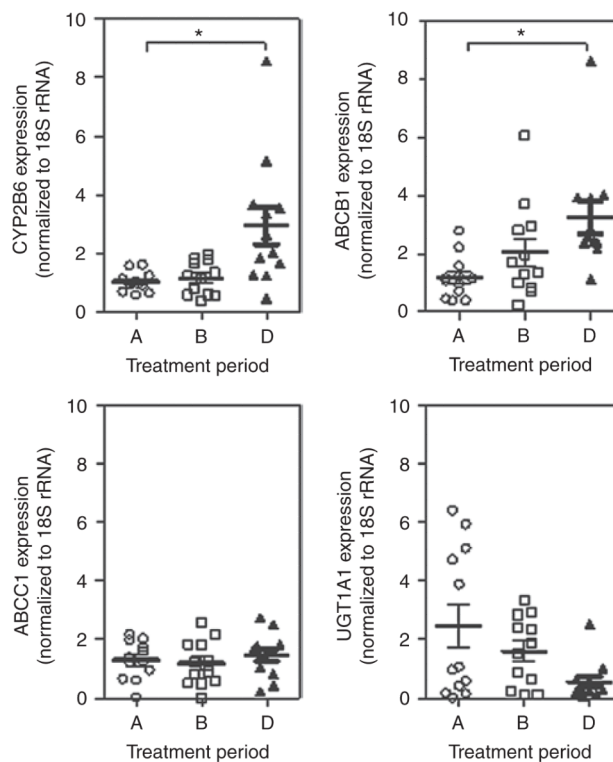 *
10
8
6
4
2
0
CYP2B6 expression
(normalized to 18S rRNA)
A B D
Treatment period
*
10
8
6
4
2
0
ABCB1 expression
(normalized to 18S rRNA)
A B D
Treatment period
10
8
6
4
2
0
ABCC1 expression
(normalized to 18S rRNA)
A B D
Treatment period
10
8
6
4
2
0
UGT1A1 expression
(normalized to 18S rRNA)
A B D
Treatment period